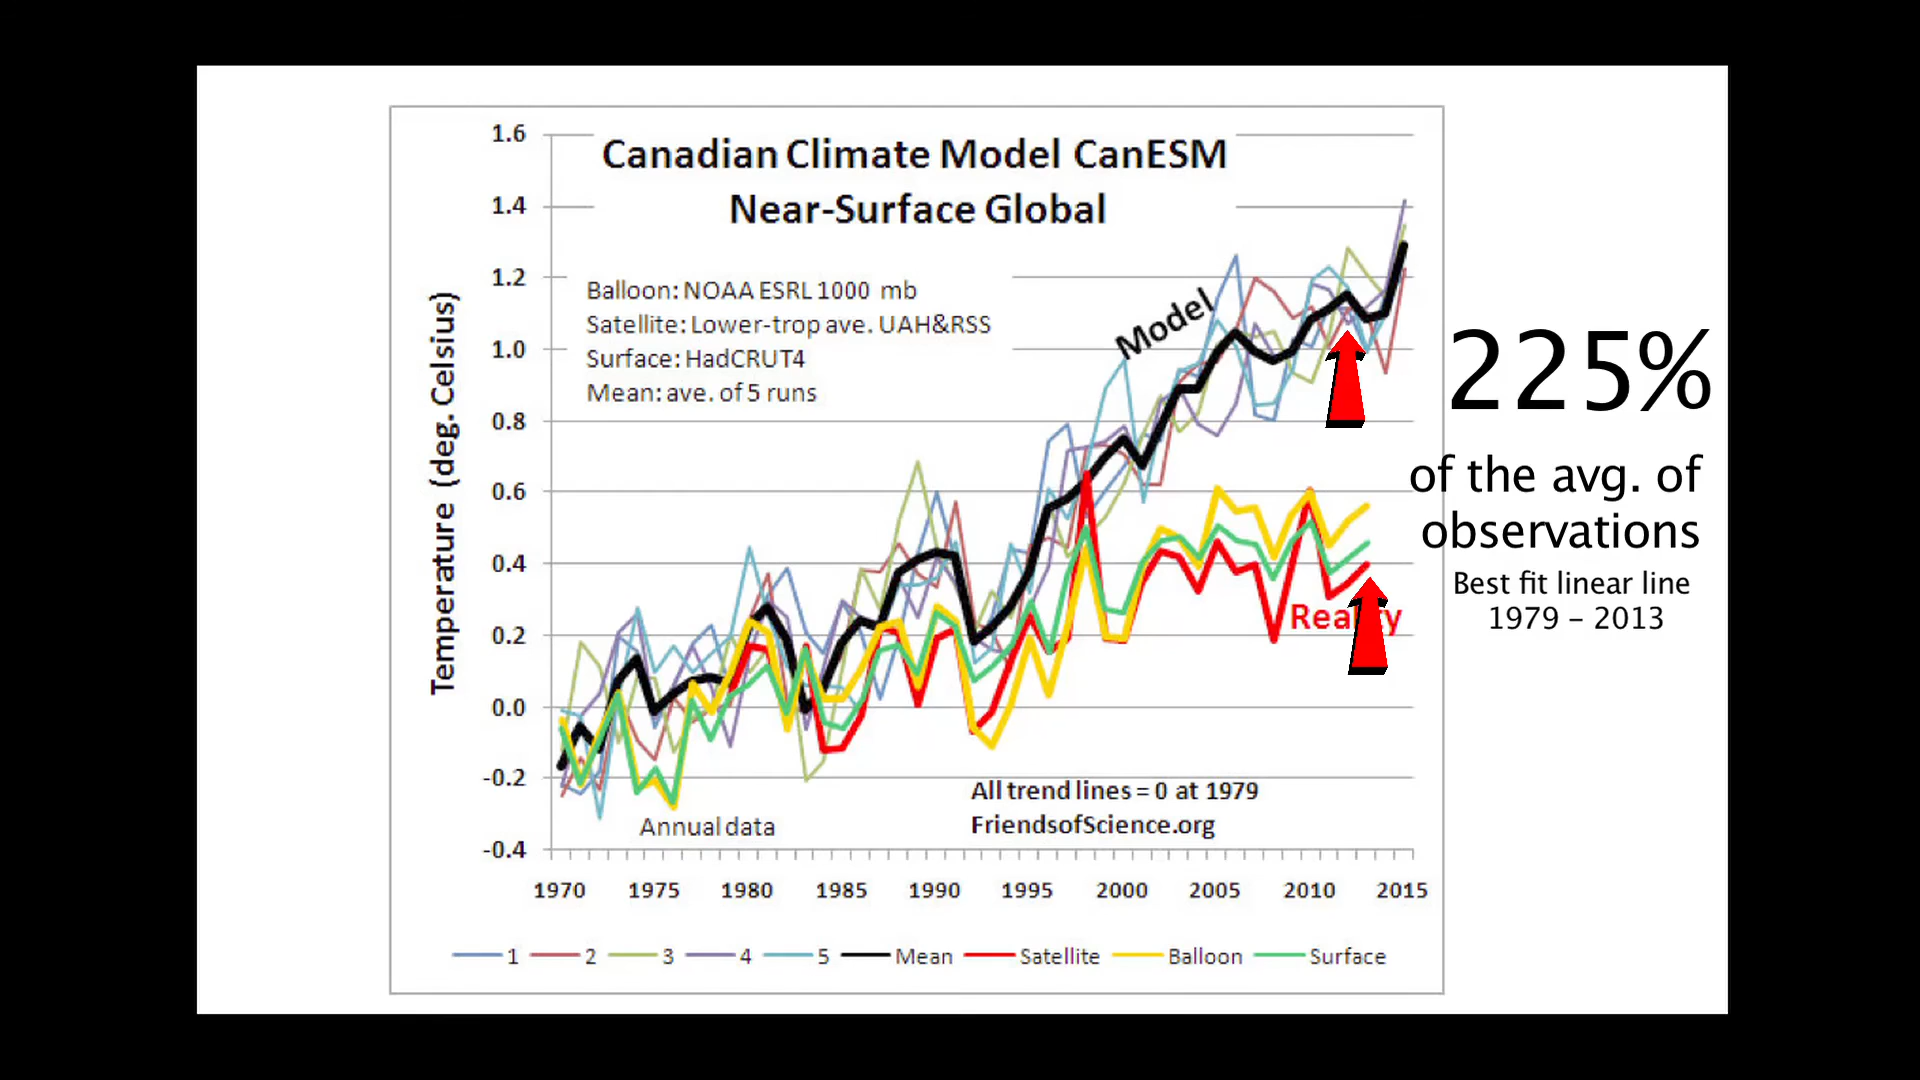 1.6
Canadian Climate Model CanESM
Near-Surface Global
1.4
1.2
1.0
0.8
0.6
0.4
0.2
0.0
-0.2
-0.4
Temperature (deg. Celsius)
Balloon: NOAA ESRL 1000 mb
Satellite: Lower-trop ave. UAH&RSS
Surface: HadCRUT4
Mean: ave. of 5 runs
Model
225%
of the avg. of
observations
Best fit linear line
1979 – 2013
All trend lines = 0 at 1979
FriendsofScience.org
Annual data
1970 1975 1980 1985 1990 1995 2000 2005 2010 2015
1 2 3 4 5 Mean Satellite Balloon Surface